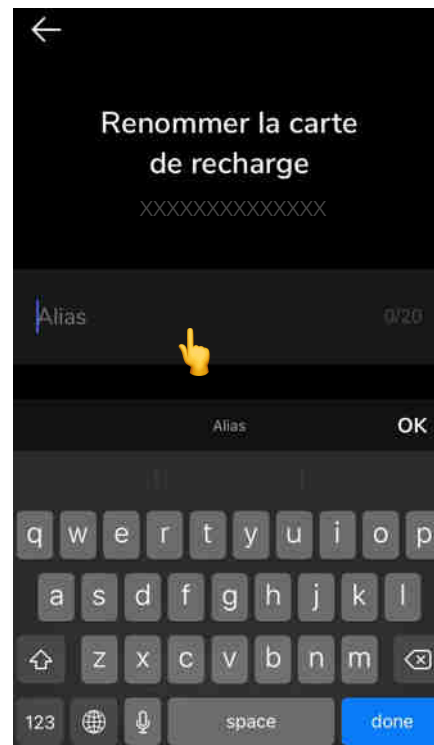 Renommer la carte
de recharge
XXXXXXXXXXXXXX
Alias 0/20
Alias OK
q w e r t y u i o p
a s d f g h j k l
z x c v b n m
123 space done